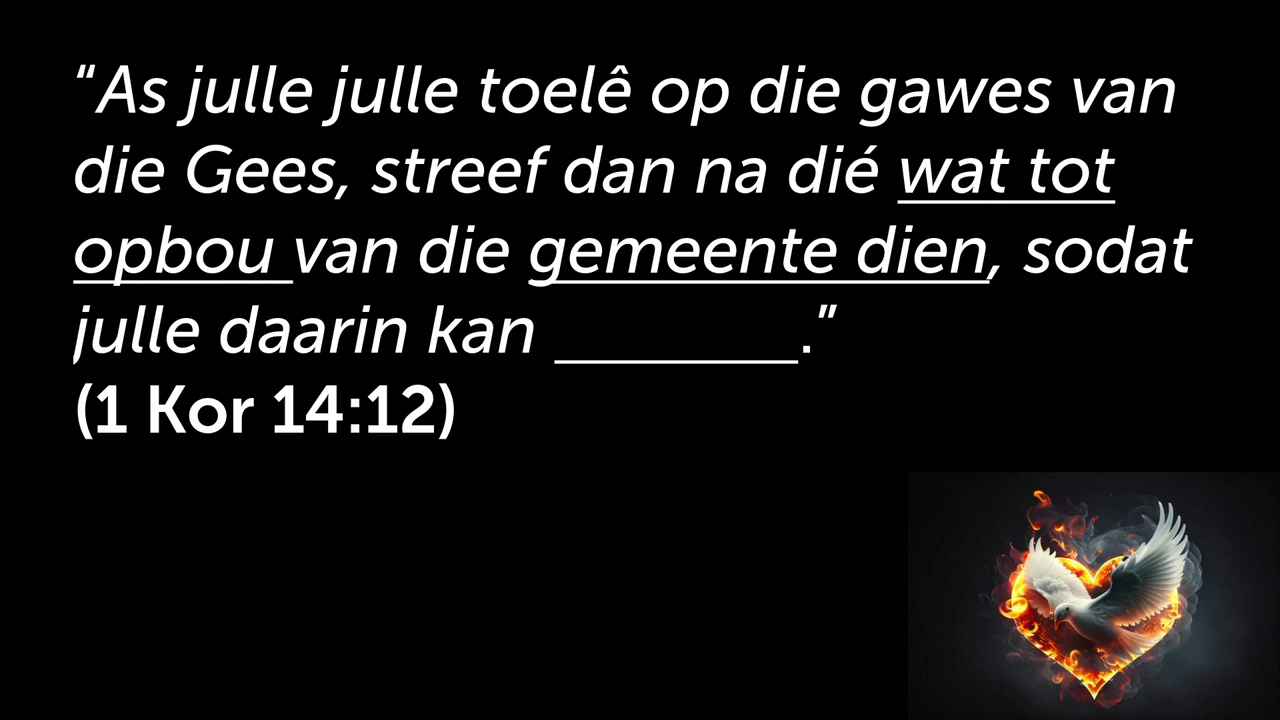 “As julle julle toelê op die gawes van
die Gees, streef dan na dié wat tot
opbou van die gemeente dien, sodat
julle daarin kan ________.”
(1 Kor 14:12)